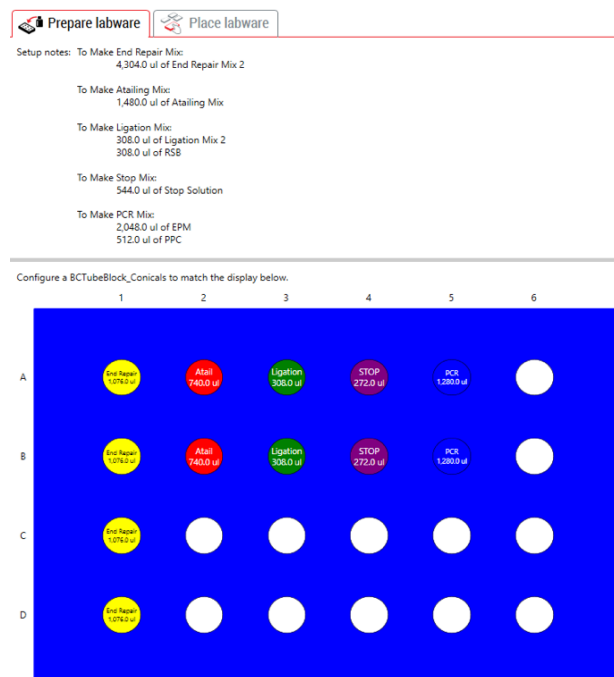 Prepare labware
Place labware
Setup notes: To Make End Repair Mix:
4,304.0 ul of End Repair Mix 2
To Make Atailing Mix:
1,480.0 ul of Atailing Mix
To Make Ligation Mix:
308.0 ul of Ligation Mix 2
308.0 ul of RSB
To Make Stop Mix:
544.0 ul of Stop Solution
To Make PCR Mix:
2,048.0 ul of EPM
512.0 ul of PPC
Configure a BCTubeBlock_Conicals to match the display below.
1 2 3 4 5 6
A
End Repair
1,076.0 ul
Atail
740.0 ul
Ligation
308.0 ul
STOP
272.0 ul
PCR
1,280.0 ul
B
End Repair
1,076.0 ul
Atail
740.0 ul
Ligation
308.0 ul
STOP
272.0 ul
PCR
1,280.0 ul
C
End Repair
1,076.0 ul
D
End Repair
1,076.0 ul